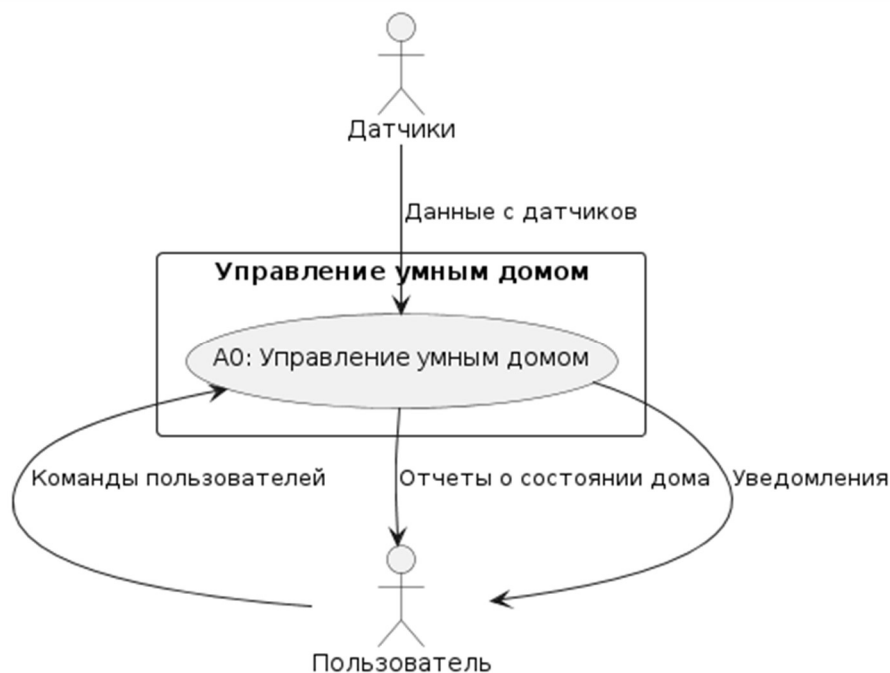 Датчики
Данные с датчиков
Управление умным домом
A0: Управление умным домом
Команды пользователей
Отчеты о состоянии дома
Уведомления
Пользователь